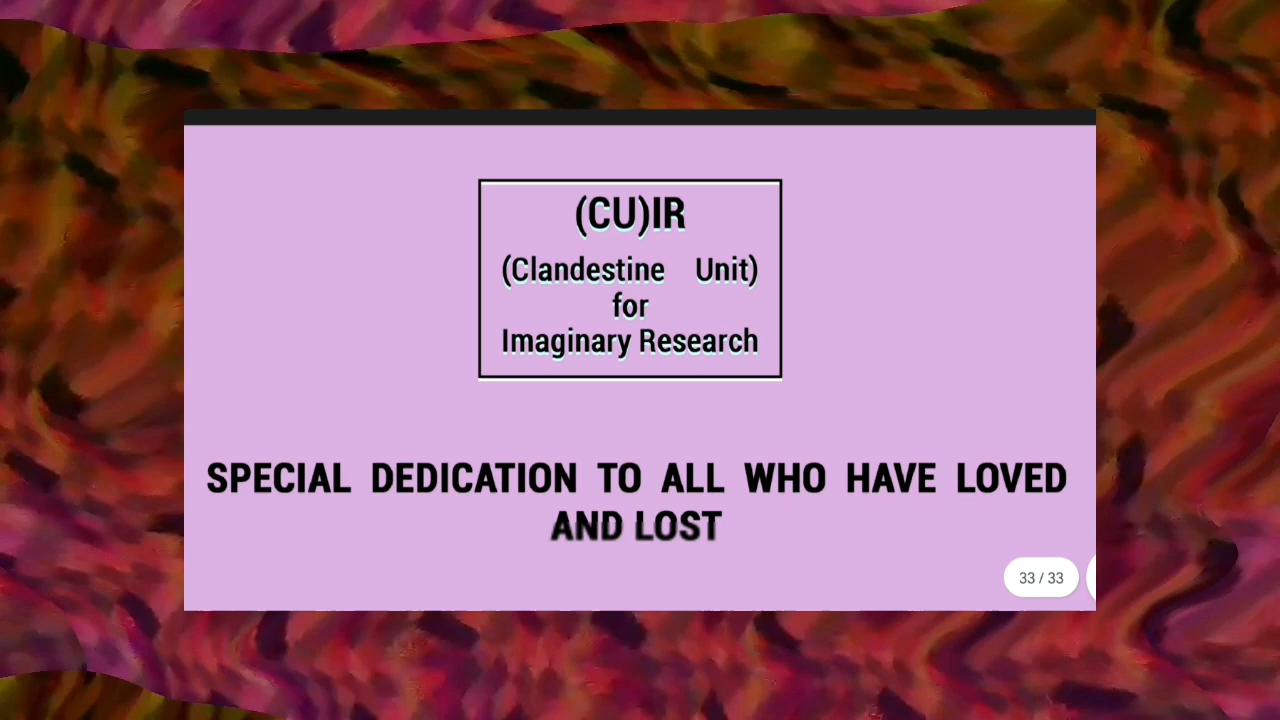 (CU)IR
(Clandestine Unit)
for
Imaginary Research
SPECIAL DEDICATION TO ALL WHO HAVE LOVED
AND LOST
33 / 33